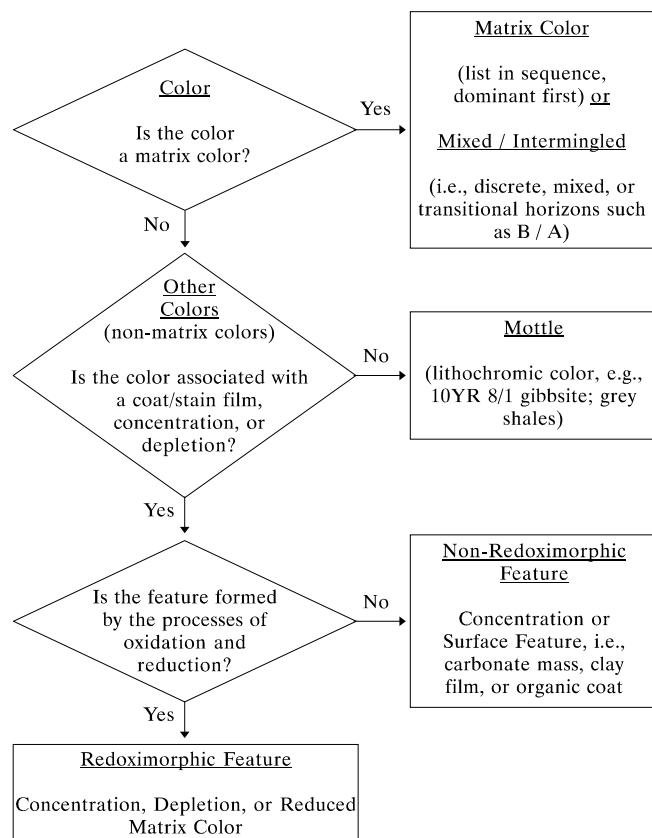 Color
Is the color
a matrix color?
Yes
Matrix Color
(list in sequence,
dominant first) or
Mixed / Intermingled
(i.e., discrete, mixed, or
transitional horizons such
as B / A)
No
Other
Colors
(non-matrix colors)
Is the color associated with
a coat/stain film,
concentration, or
depletion?
No
Mottle
(lithochromic color, e.g.,
10YR 8/1 gibbsite; grey
shales)
Yes
Is the feature formed
by the processes of
oxidation and
reduction?
No
Non-Redoximorphic
Feature
Concentration or
Surface Feature, i.e.,
carbonate mass, clay
film, or organic coat
Yes
Redoximorphic Feature
Concentration, Depletion, or Reduced
Matrix Color